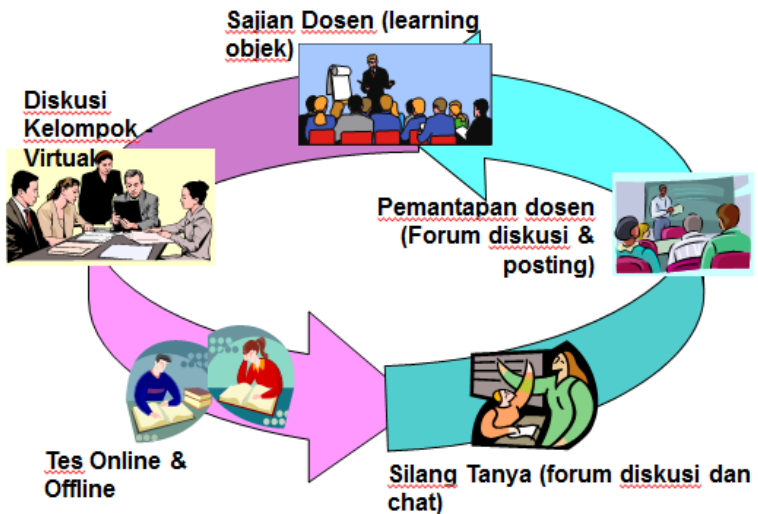 Sajian Dosen (learning
objek)
Diskusi
Kelompok -
Virtual
Pemantapan dosen
(Forum diskusi &
posting)
Tes Online &
Offline
Silang Tanya (forum diskusi dan
chat)